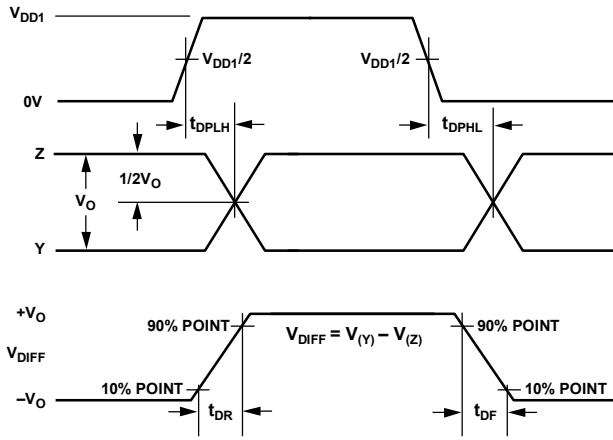 VDD1
VDD1/2 VDD1/2
0V
tDPLH tDPHL
Z
1/2VO
VO
Y
+VO
90% POINT VDIFF = V(Y) – V(Z) 90% POINT
VDIFF
10% POINT 10% POINT
–VO
tDR tDF